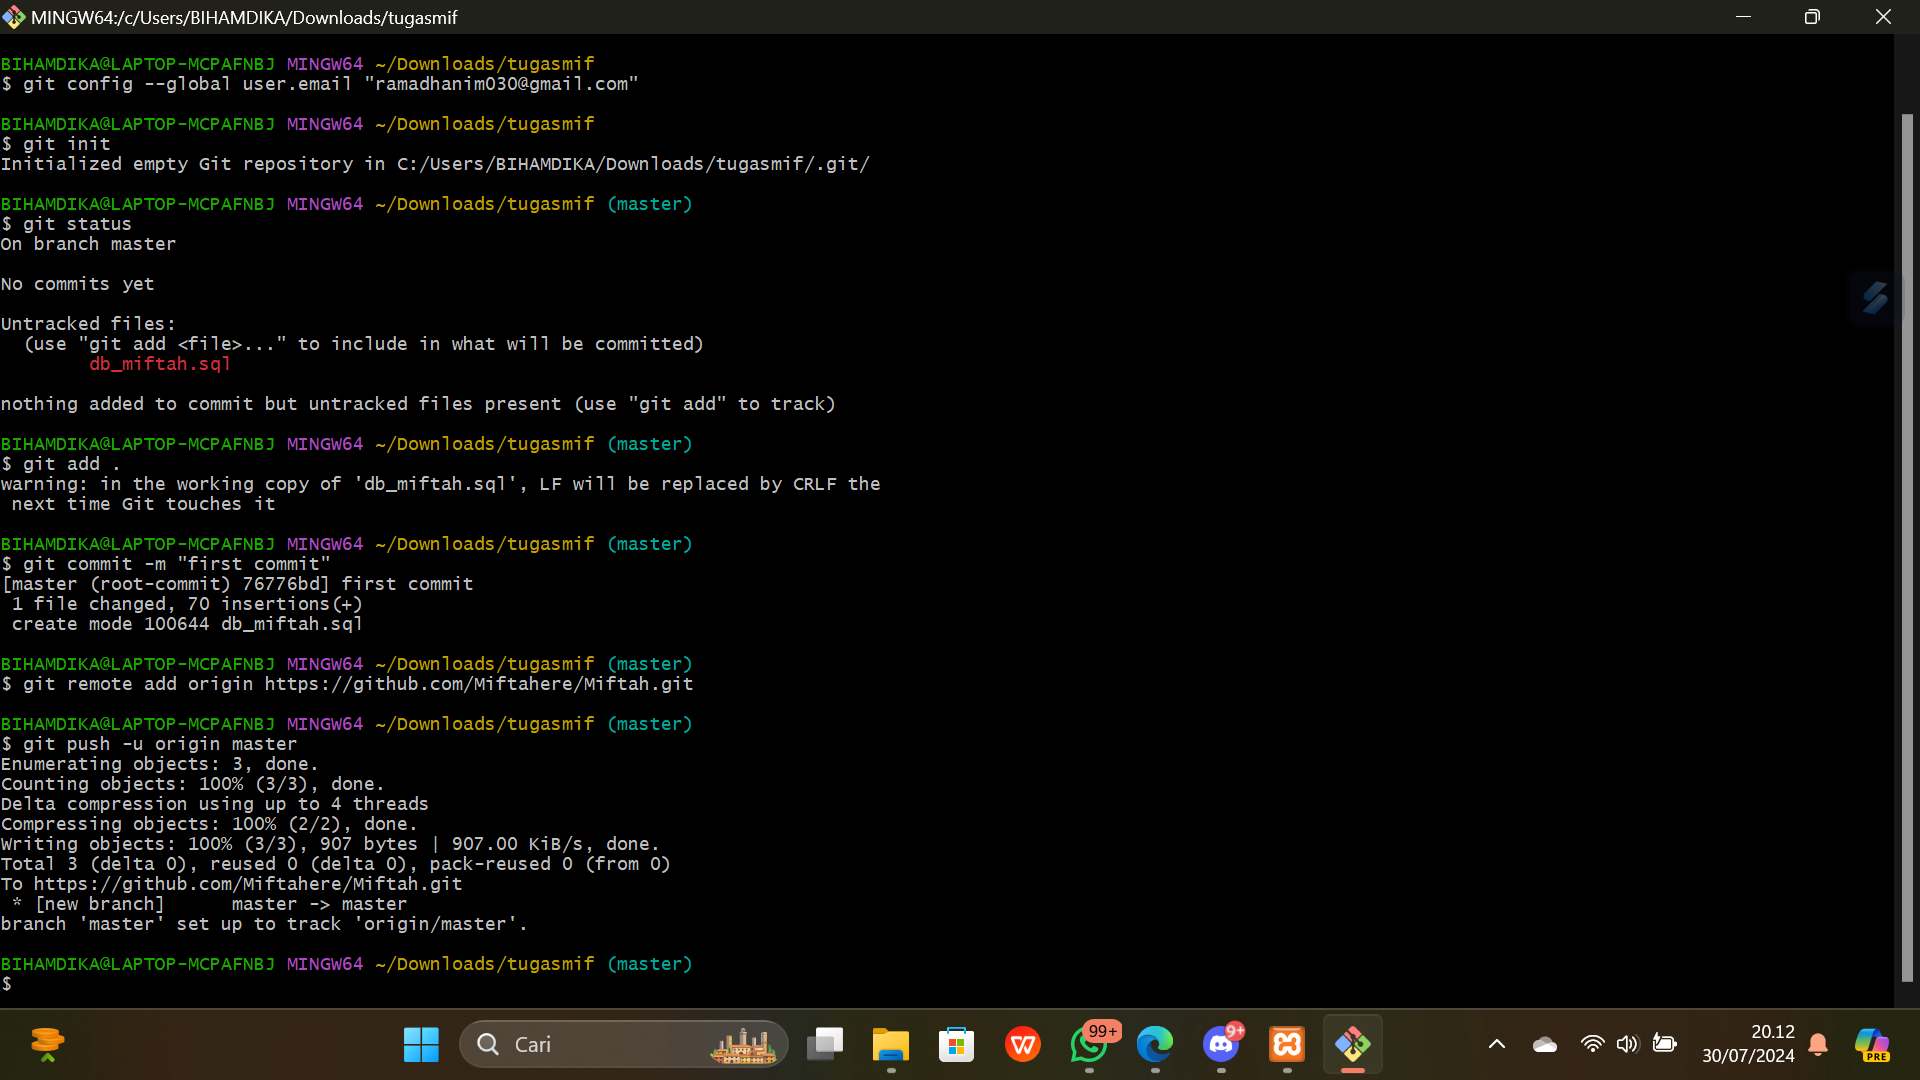 MINGW64:/c/Users/BIHAMDIKA/Downloads/tugasmif
BIHAMDIKA@LAPTOP-MCPAFNBJ MINGW64 ~/Downloads/tugasmif
$ git config --global user.email "ramadhanim030@gmail.com"
BIHAMDIKA@LAPTOP-MCPAFNBJ MINGW64 ~/Downloads/tugasmif
$ git init
Initialized empty Git repository in C:/Users/BIHAMDIKA/Downloads/tugasmif/.git/
BIHAMDIKA@LAPTOP-MCPAFNBJ MINGW64 ~/Downloads/tugasmif (master)
$ git status
On branch master
No commits yet
Untracked files:
  (use "git add <file>..." to include in what will be committed)
        db_miftah.sql
nothing added to commit but untracked files present (use "git add" to track)
BIHAMDIKA@LAPTOP-MCPAFNBJ MINGW64 ~/Downloads/tugasmif (master)
$ git add .
warning: in the working copy of 'db_miftah.sql', LF will be replaced by CRLF the
 next time Git touches it
BIHAMDIKA@LAPTOP-MCPAFNBJ MINGW64 ~/Downloads/tugasmif (master)
$ git commit -m "first commit"
[master (root-commit) 76776bd] first commit
 1 file changed, 70 insertions(+)
 create mode 100644 db_miftah.sql
BIHAMDIKA@LAPTOP-MCPAFNBJ MINGW64 ~/Downloads/tugasmif (master)
$ git remote add origin https://github.com/Miftahere/Miftah.git
BIHAMDIKA@LAPTOP-MCPAFNBJ MINGW64 ~/Downloads/tugasmif (master)
$ git push -u origin master
Enumerating objects: 3, done.
Counting objects: 100% (3/3), done.
Delta compression using up to 4 threads
Compressing objects: 100% (2/2), done.
Writing objects: 100% (3/3), 907 bytes | 907.00 KiB/s, done.
Total 3 (delta 0), reused 0 (delta 0), pack-reused 0 (from 0)
To https://github.com/Miftahere/Miftah.git
 * [new branch]      master -> master
branch 'master' set up to track 'origin/master'.
BIHAMDIKA@LAPTOP-MCPAFNBJ MINGW64 ~/Downloads/tugasmif (master)
$
Cari
W
99+
9+
20.12
30/07/2024
PRE